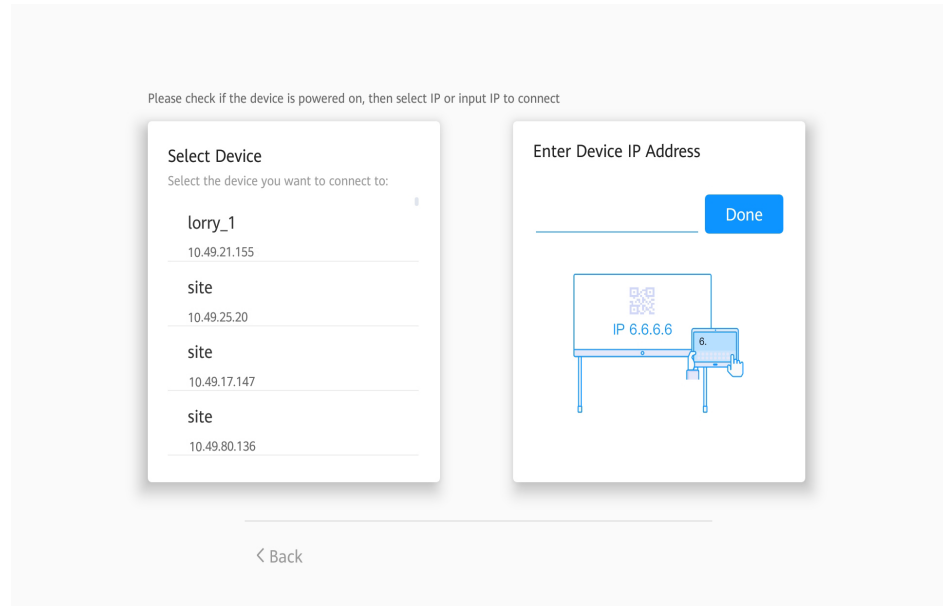 Please check if the device is powered on, then select IP or input IP to connect
Select Device
Select the device you want to connect to:
lorry_1
10.49.21.155
site
10.49.25.20
site
10.49.17.147
site
10.49.80.136
Enter Device IP Address
Done
IP 6.6.6.6
6.
< Back